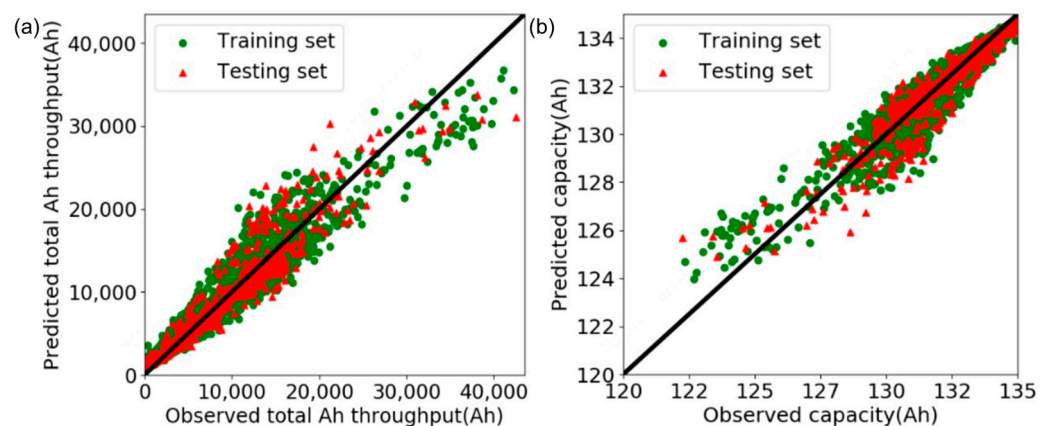 (a)
Training set
Testing set
40,000
30,000
20,000
10,000
0
Predicted total Ah throughput(Ah)
0 10,000 20,000 30,000 40,000
Observed total Ah throughput(Ah)
(b)
Training set
Testing set
134
132
130
128
126
124
122
120
Predicted capacity(Ah)
120 122 125 127 130 132 135
Observed capacity(Ah)